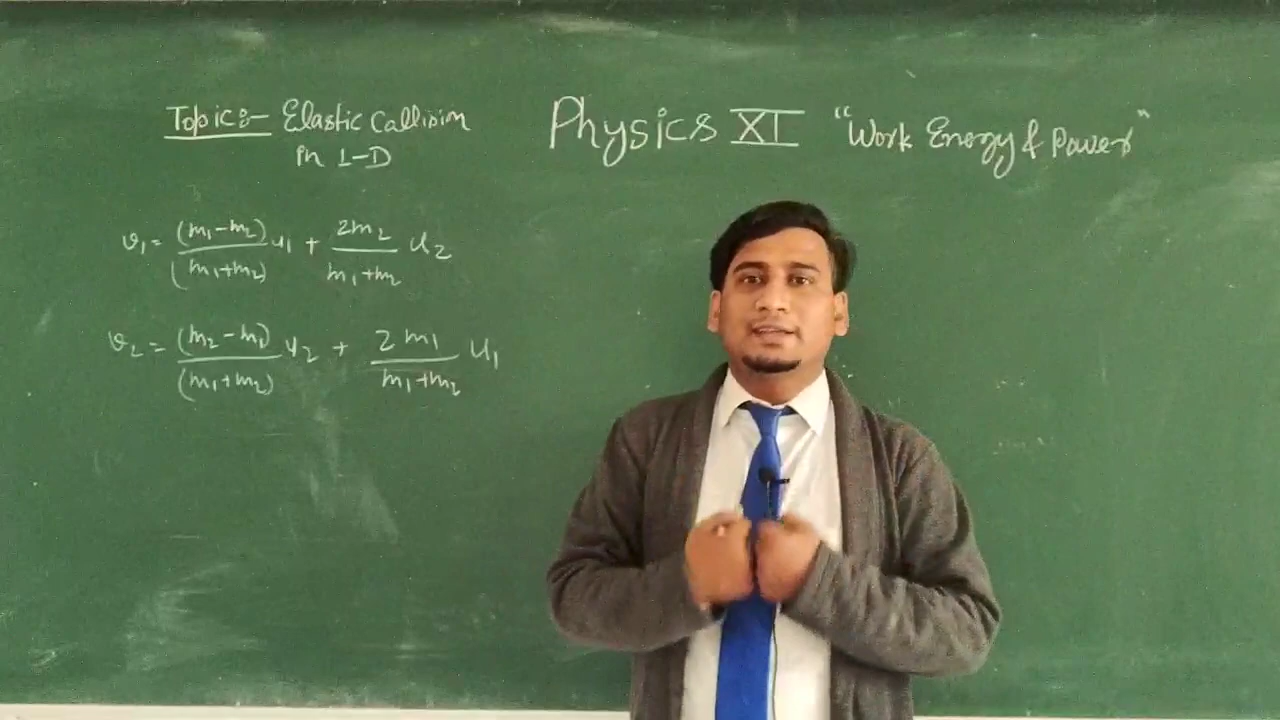 Topic:- Elastic Callision
in 1-D
Physics XI "Work Energy & Power"
v₁ = (m₁-m₂)/(m₁+m₂) u₁ + 2m₂/m₁+m₂ u₂
v₂ = (m₂-m₁)/(m₁+m₂) u₂ + 2m₁/m₁+m₂ u₁